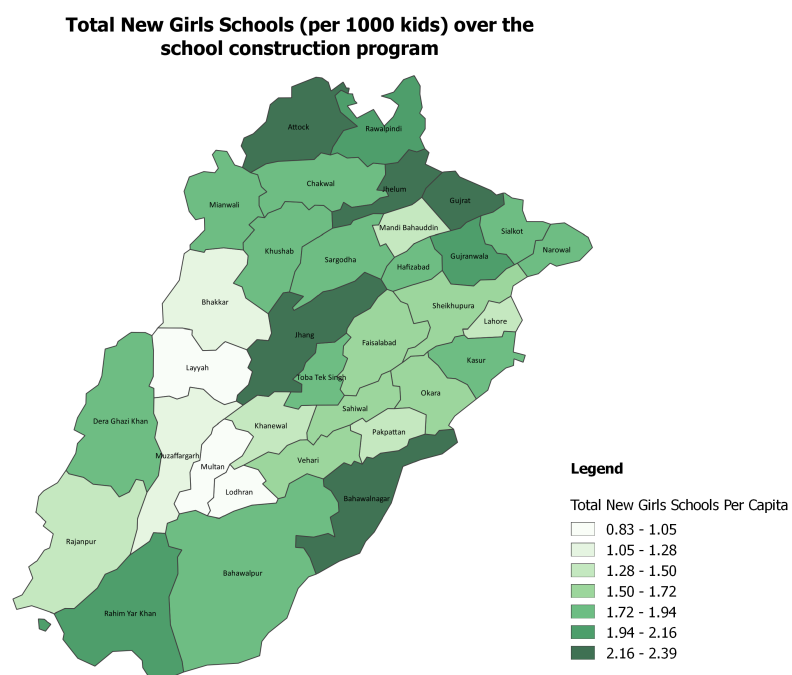 Total New Girls Schools (per 1000 kids) over the
school construction program
Attock
Rawalpindi
Chakwal
Jhelum
Gujrat
Mianwali
Mandi Bahauddin
Sialkot
Khushab
Narowal
Sargodha
Hafizabad
Gujranwala
Bhakkar
Sheikhupura
Lahore
Jhang
Faisalabad
Kasur
Layyah
Toba Tek Singh
Okara
Sahiwal
Dera Ghazi Khan
Khanewal
Pakpattan
Muzaffargarh
Multan
Vehari
Lodhran
Bahawalnagar
Rajanpur
Bahawalpur
Rahim Yar Khan
Legend
Total New Girls Schools Per Capita
0.83 - 1.05
1.05 - 1.28
1.28 - 1.50
1.50 - 1.72
1.72 - 1.94
1.94 - 2.16
2.16 - 2.39